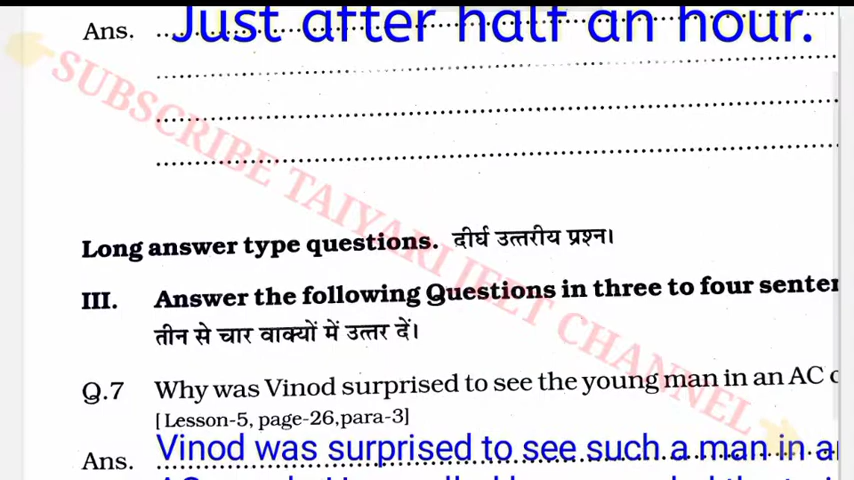 Ans. Just after half an hour.
Long answer type questions. दीर्घ उत्तरीय प्रश्न।
III. Answer the following Questions in three to four senten
तीन से चार वाक्यों में उत्तर दें।
Q.7 Why was Vinod surprised to see the young man in an AC c
[Lesson-5, page-26,para-3]
Ans. Vinod was surprised to see such a man in a
SUBSCRIBE TAIYARI JEET CHANNEL